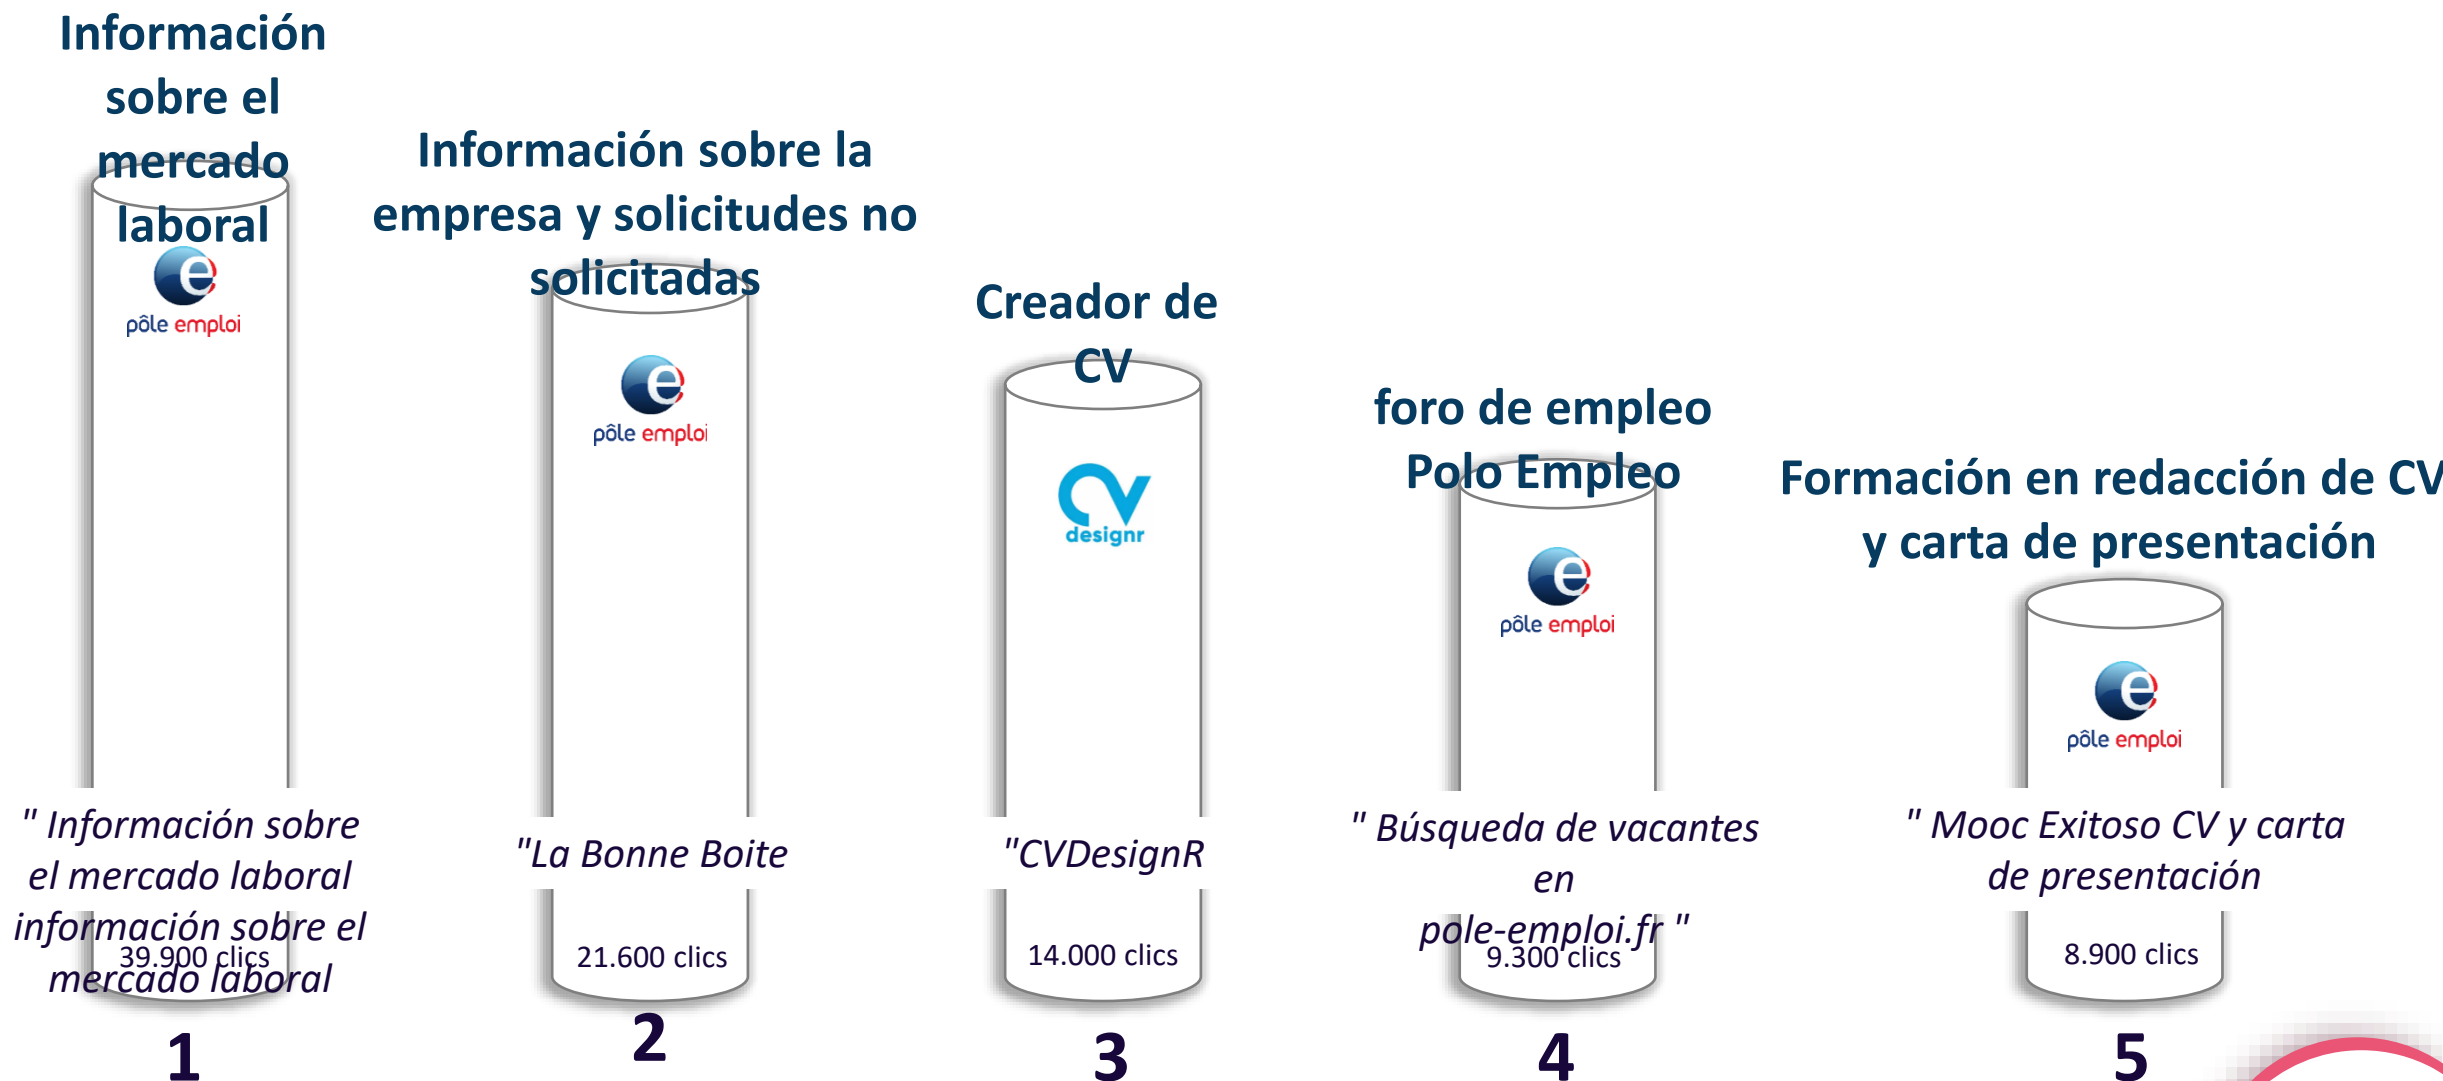 Información
sobre el
mercado
laboral
pôle emploi
" Información sobre
el mercado laboral
información sobre el
mercado laboral
39.900 clics
1
Información sobre la
empresa y solicitudes no
solicitadas
pôle emploi
"La Bonne Boite
21.600 clics
2
Creador de
CV
CV
designr
"CVDesignR
14.000 clics
3
foro de empleo
Polo Empleo
pôle emploi
" Búsqueda de vacantes
en
pole-emploi.fr "
9.300 clics
4
Formación en redacción de CV
y carta de presentación
pôle emploi
" Mooc Exitoso CV y carta
de presentación
8.900 clics
5